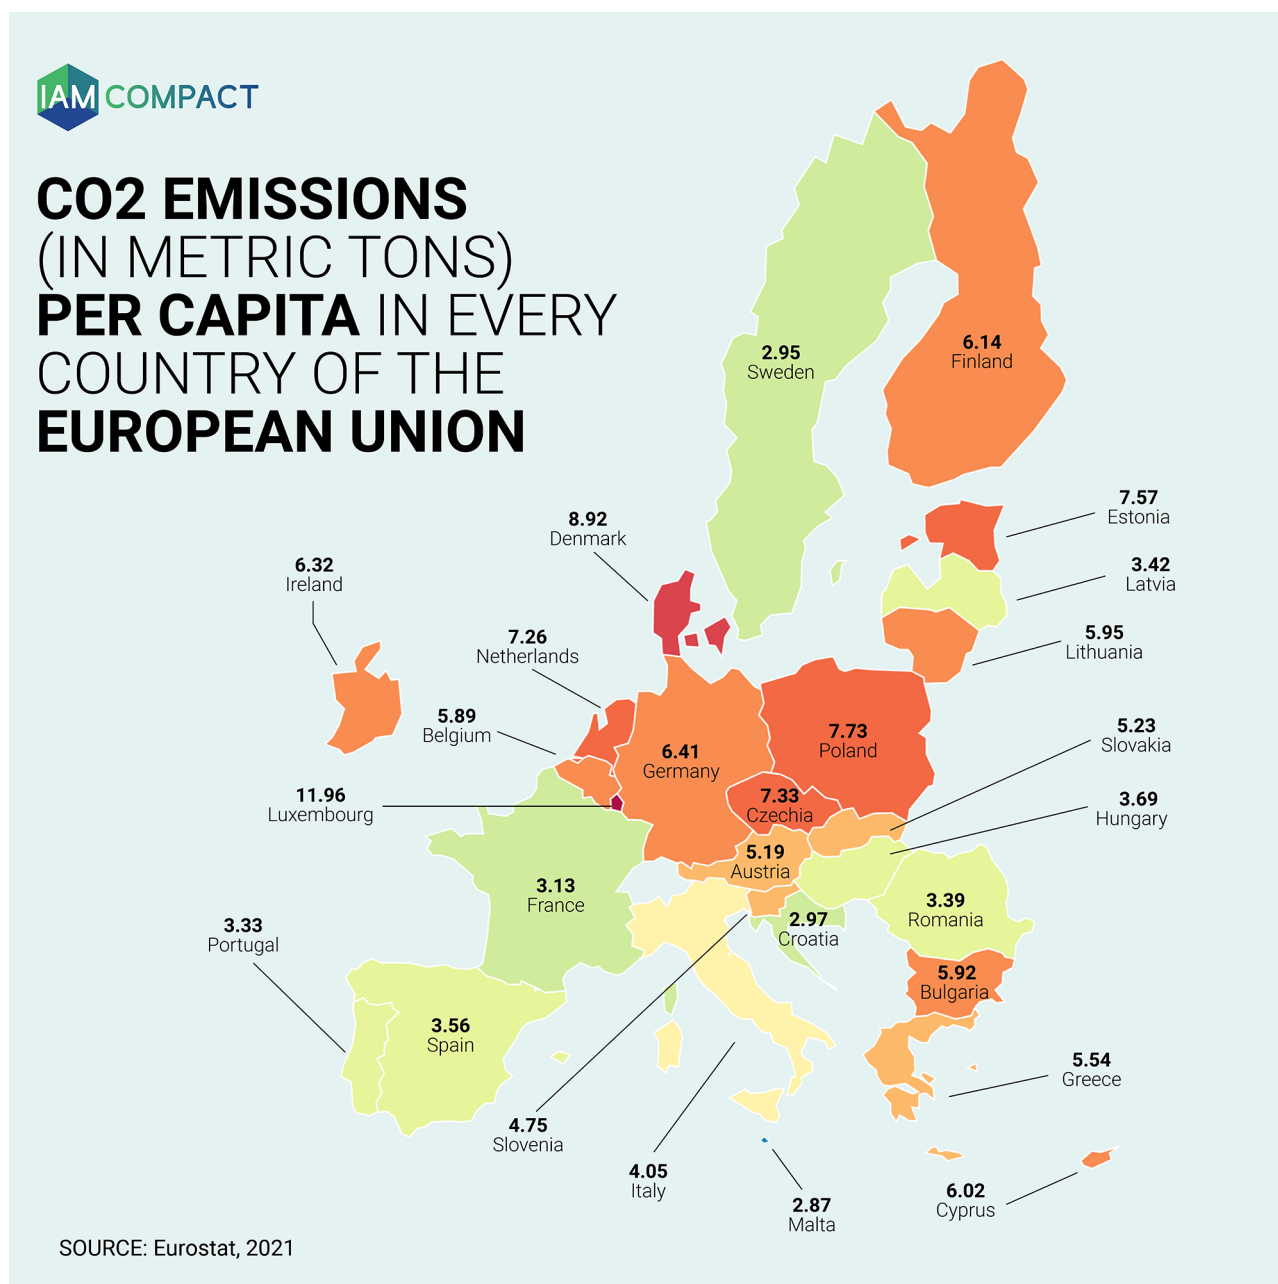 IAM COMPACT
CO2 EMISSIONS
(IN METRIC TONS)
PER CAPITA IN EVERY
COUNTRY OF THE
EUROPEAN UNION
6.14
Finland
2.95
Sweden
7.57
Estonia
8.92
Denmark
3.42
Latvia
6.32
Ireland
5.95
Lithuania
7.26
Netherlands
5.89
Belgium
7.73
Poland
5.23
Slovakia
6.41
Germany
11.96
Luxembourg
7.33
Czechia
3.69
Hungary
5.19
Austria
3.13
France
3.39
Romania
2.97
Croatia
3.33
Portugal
5.92
Bulgaria
3.56
Spain
5.54
Greece
4.75
Slovenia
4.05
Italy
6.02
Cyprus
2.87
Malta
SOURCE: Eurostat, 2021